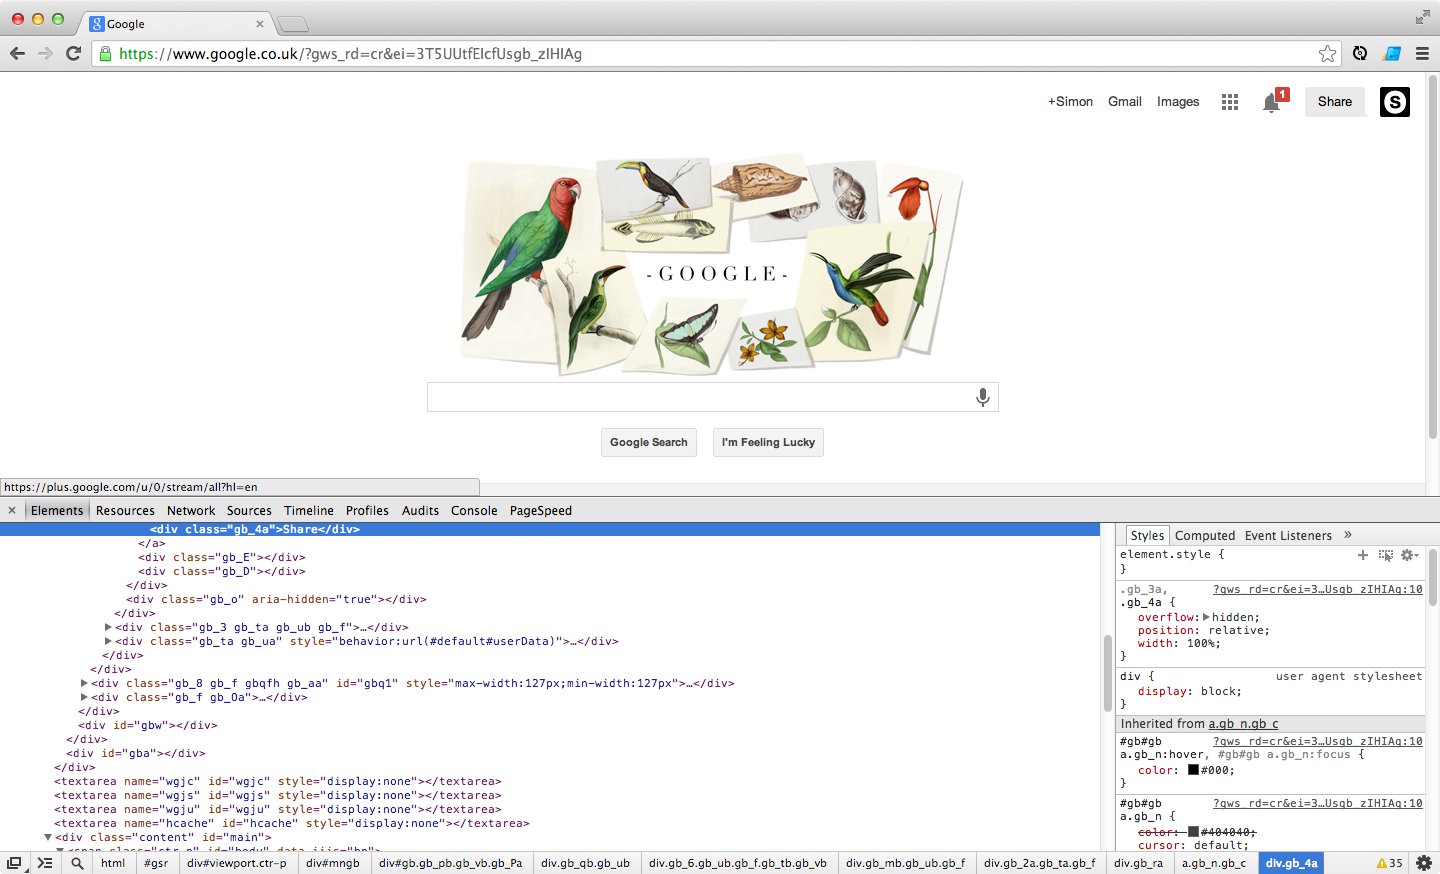 Google
https://www.google.co.uk/?gws_rd=cr&ei=3T5UUtfEIcfUsgb_zIHIAg
+Simon Gmail Images 1 Share S
- GOOGLE -
Google Search I'm Feeling Lucky
https://plus.google.com/u/0/stream/all?hl=en
× Elements Resources Network Sources Timeline Profiles Audits Console PageSpeed
<div class="gb_4a">Share</div>
</a>
<div class="gb_E"></div>
<div class="gb_D"></div>
</div>
<div class="gb_o" aria-hidden="true"></div>
</div>
<div class="gb_3 gb_ta gb_ub gb_f">…</div>
<div class="gb_ta gb_ua" style="behavior:url(#default#userData)">…</div>
</div>
</div>
<div class="gb_8 gb_f gbqfh gb_aa" id="gbq1" style="max-width:127px;min-width:127px">…</div>
<div class="gb_f gb_Oa">…</div>
</div>
<div id="gbw"></div>
</div>
<div id="gba"></div>
</div>
<textarea name="wgjc" id="wgjc" style="display:none"></textarea>
<textarea name="wgjs" id="wgjs" style="display:none"></textarea>
<textarea name="wgju" id="wgju" style="display:none"></textarea>
<textarea name="hcache" id="hcache" style="display:none"></textarea>
<div class="content" id="main">
<span class="ctr-p" id="body" data-jiis="bp">
Styles Computed Event Listeners »
element.style {
}
.gb_3a, ?gws_rd=cr&ei=3…Usgb_zIHIAg:10
.gb_4a {
overflow: hidden;
position: relative;
width: 100%;
}
div { user agent stylesheet
display: block;
}
Inherited from a.gb_n.gb_c
#gb#gb ?gws_rd=cr&ei=3…Usgb_zIHIAg:10
a.gb_n:hover, #gb#gb a.gb_n:focus {
color: #000;
}
#gb#gb ?gws_rd=cr&ei=3…Usgb_zIHIAg:10
a.gb_n {
color: #404040;
cursor: default;
html #gsr div#viewport.ctr-p div#mngb div#gb.gb_pb.gb_vb.gb_Pa div.gb_qb.gb_ub div.gb_6.gb_ub.gb_f.gb_tb.gb_vb div.gb_mb.gb_ub.gb_f div.gb_2a.gb_ta.gb_f div.gb_ra a.gb_n.gb_c div.gb_4a 35